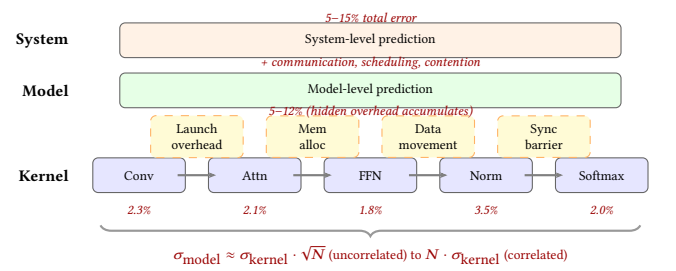 5–15% total error
System System-level prediction
+ communication, scheduling, contention
Model Model-level prediction
5–12% (hidden overhead accumulates)
Launch overhead Mem alloc Data movement Sync barrier
Kernel Conv Attn FFN Norm Softmax
2.3% 2.1% 1.8% 3.5% 2.0%
σmodel ≈ σkernel · √N (uncorrelated) to N · σkernel (correlated)